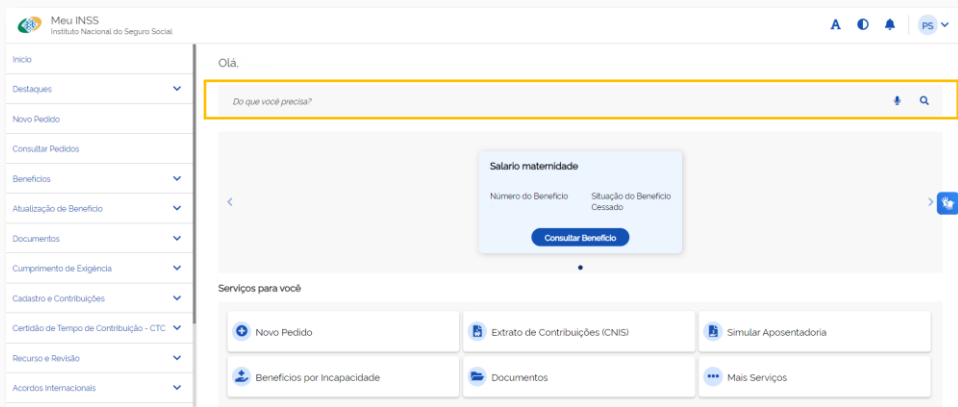 Meu INSS
Instituto Nacional do Seguro Social
A
PS
Início
Destaques
Novo Pedido
Consultar Pedidos
Benefícios
Atualização de Benefício
Documentos
Cumprimento de Exigência
Cadastro e Contribuições
Certidão de Tempo de Contribuição - CTC
Recurso e Revisão
Acordos Internacionais
Olá,
Do que você precisa?
Salario maternidade
Número do Benefício
Situação do Benefício
Cessado
Consultar Benefício
Serviços para você
Novo Pedido
Extrato de Contribuições (CNIS)
Simular Aposentadoria
Benefícios por Incapacidade
Documentos
Mais Serviços